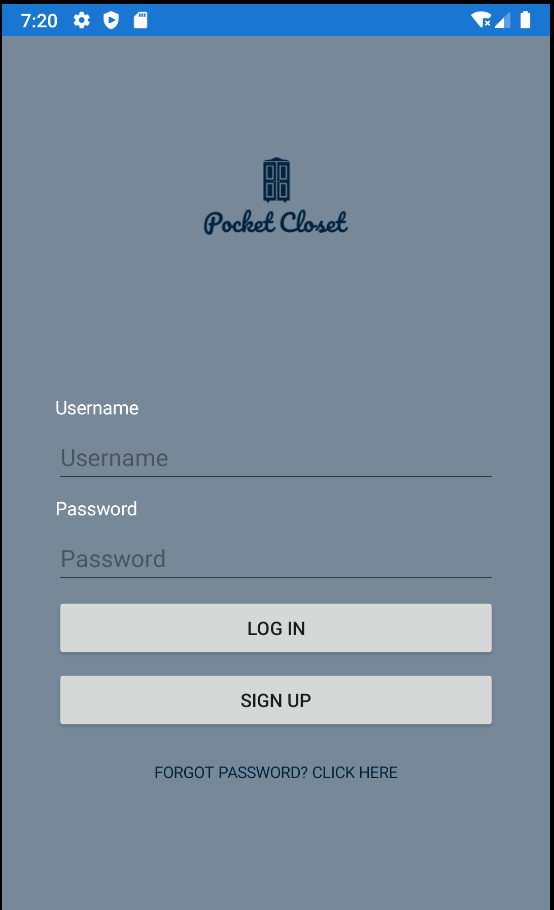 7:20
Pocket Closet
Username
Username
Password
Password
LOG IN
SIGN UP
FORGOT PASSWORD? CLICK HERE